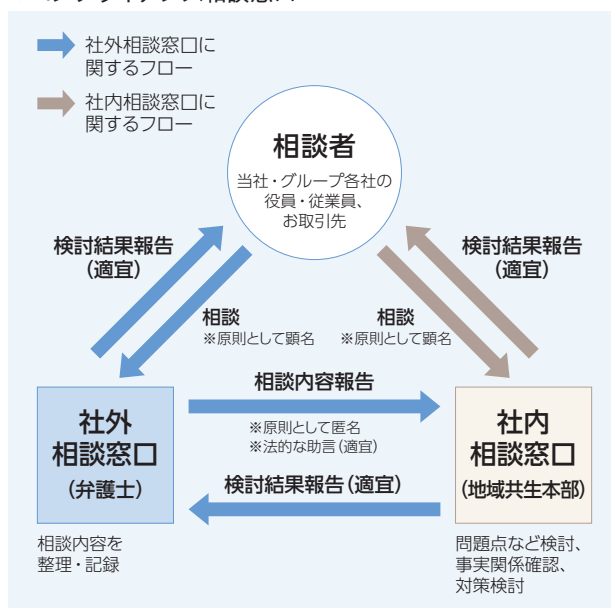 社外相談窓口に
関するフロー
社内相談窓口に
関するフロー
相談者
当社・グループ各社の
役員・従業員、
お取引先
検討結果報告
(適宜)
検討結果報告
(適宜)
相談
※原則として顕名
相談
※原則として顕名
相談内容報告
※原則として匿名
※法的な助言(適宜)
検討結果報告(適宜)
社外
相談窓口
(弁護士)
相談内容を
整理・記録
社内
相談窓口
(地域共生本部)
問題点など検討、
事実関係確認、
対策検討